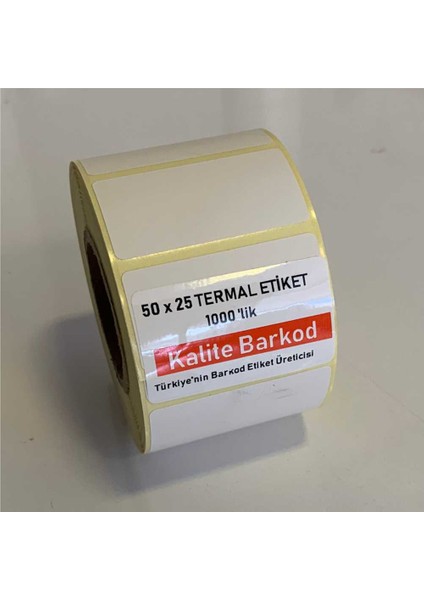 50 x 25 TERMAL ETİKET
1000'lik
Kalite Barkod
Türkiye'nin Barkod Etiket Üreticisi